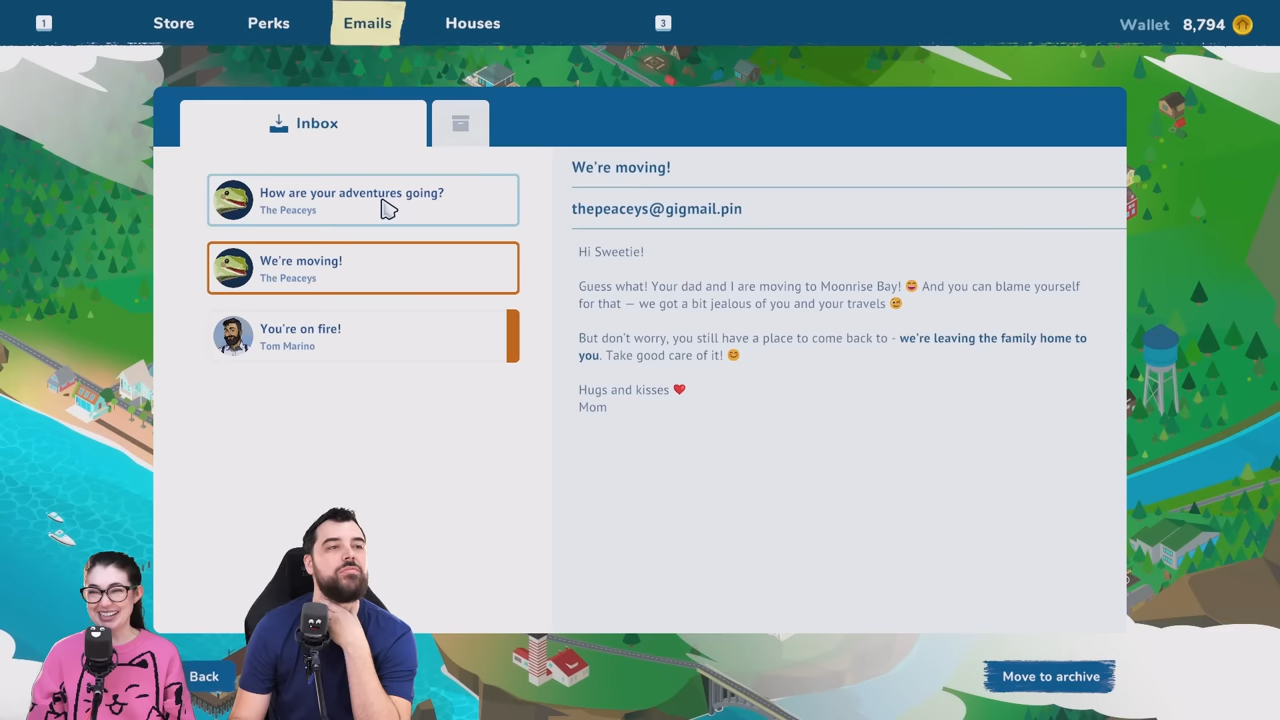 1 Store Perks Emails Houses 3 Wallet 8,794
Inbox
How are your adventures going?
The Peaceys
We're moving!
The Peaceys
You're on fire!
Tom Marino
We're moving!
thepeaceys@gigmail.pin
Hi Sweetie!
Guess what! Your dad and I are moving to Moonrise Bay! 😄 And you can blame yourself
for that — we got a bit jealous of you and your travels 😉
But don't worry, you still have a place to come back to - we're leaving the family home to
you. Take good care of it! 😊
Hugs and kisses ❤
Mom
Back
Move to archive